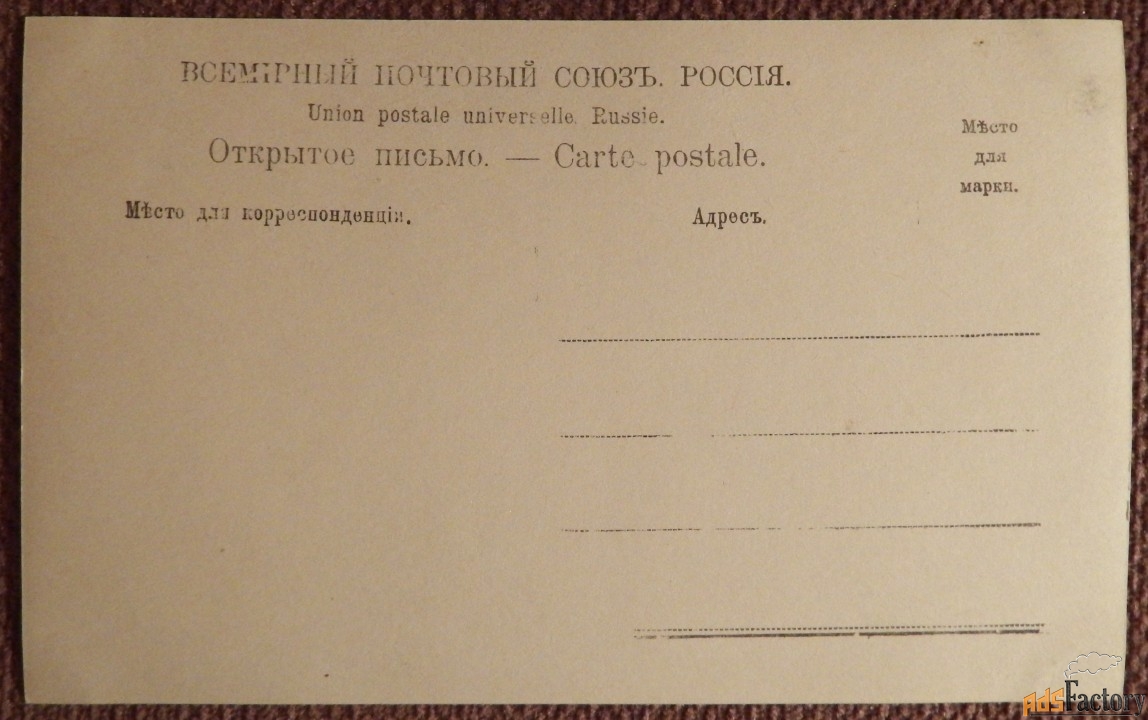 ВСЕМІРНЫЙ ПОЧТОВЫЙ СОЮЗЪ. РОССІЯ.
Union postale universelle. Russie.
Открытое письмо. — Carte postale.
Мѣсто
для
марки.
Мѣсто для корреспонденціи.
Адресъ.
AdsFactory